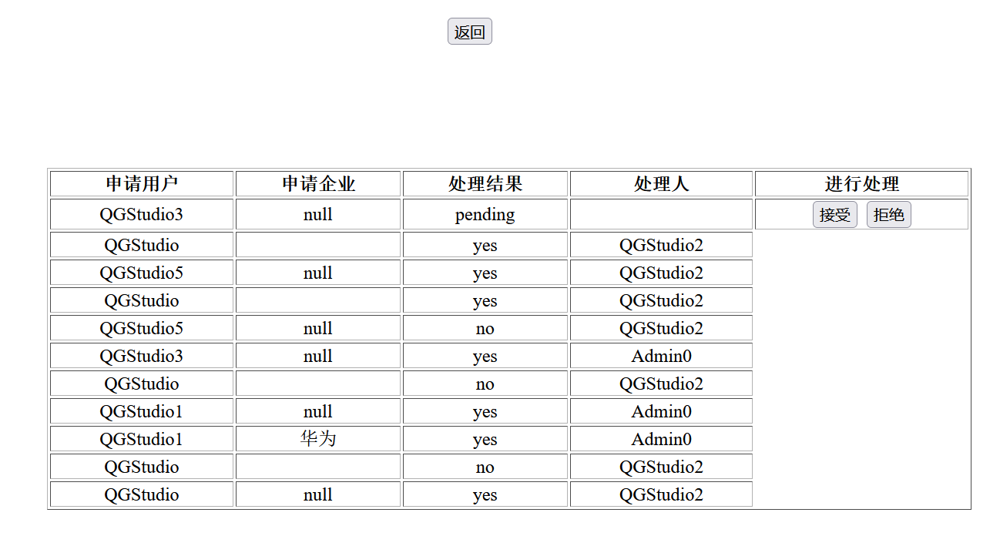 返回
申请用户 申请企业 处理结果 处理人 进行处理
QGStudio3 null pending 接受 拒绝
QGStudio yes QGStudio2
QGStudio5 null yes QGStudio2
QGStudio yes QGStudio2
QGStudio5 null no QGStudio2
QGStudio3 null yes Admin0
QGStudio no QGStudio2
QGStudio1 null yes Admin0
QGStudio1 华为 yes Admin0
QGStudio no QGStudio2
QGStudio null yes QGStudio2